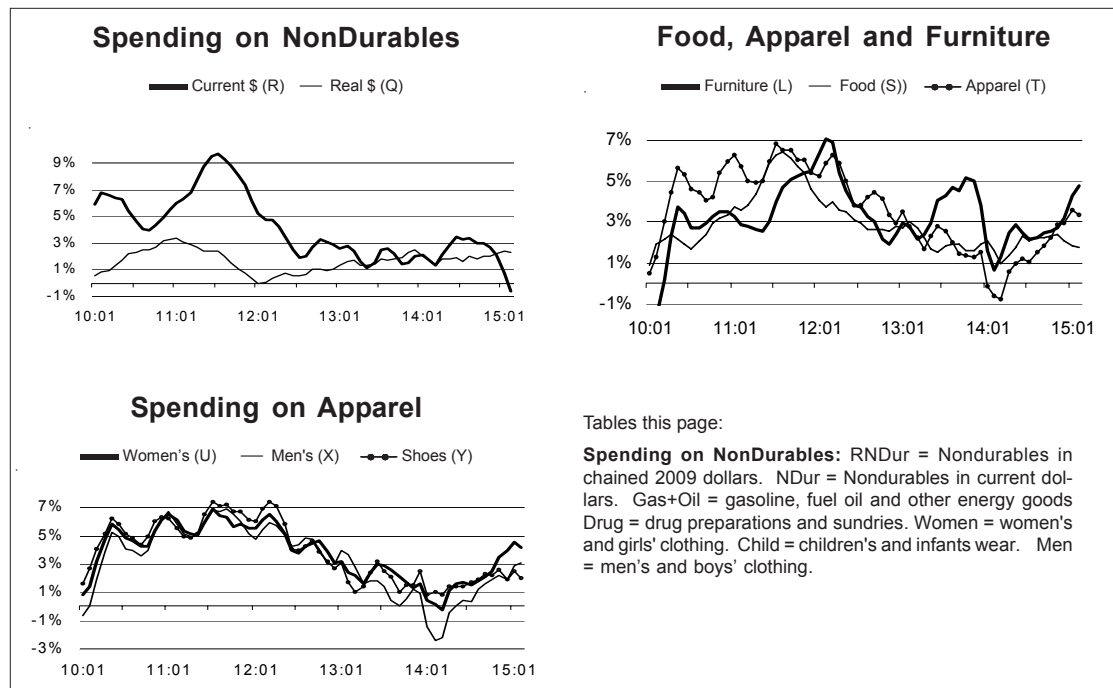 Spending on NonDurables
Current $ (R) Real $ (Q)
9%
7%
5%
3%
1%
-1%
10:01 11:01 12:01 13:01 14:01 15:01
Food, Apparel and Furniture
Furniture (L) Food (S)) Apparel (T)
7%
5%
3%
1%
-1%
10:01 11:01 12:01 13:01 14:01 15:01
Spending on Apparel
Women's (U) Men's (X) Shoes (Y)
7%
5%
3%
1%
-1%
-3%
10:01 11:01 12:01 13:01 14:01 15:01
Tables this page:
Spending on NonDurables: RNDur = Nondurables in
chained 2009 dollars. NDur = Nondurables in current dol-
lars. Gas+Oil = gasoline, fuel oil and other energy goods
Drug = drug preparations and sundries. Women = women's
and girls' clothing. Child = children's and infants wear. Men
= men's and boys' clothing.